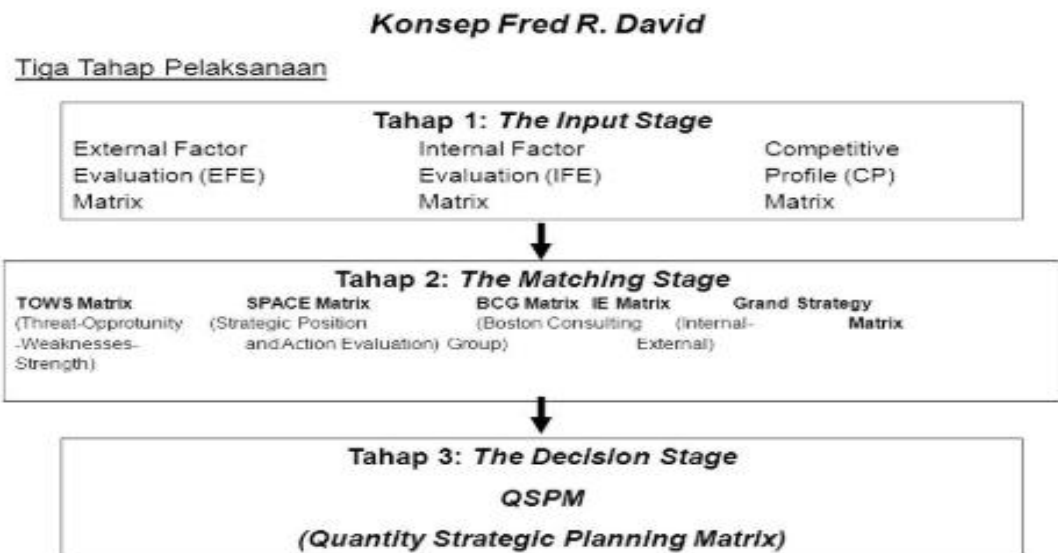 Konsep Fred R. David
Tiga Tahap Pelaksanaan
Tahap 1: The Input Stage
External Factor Internal Factor Competitive
Evaluation (EFE) Evaluation (IFE) Profile (CP)
Matrix Matrix Matrix
Tahap 2: The Matching Stage
TOWS Matrix SPACE Matrix BCG Matrix IE Matrix Grand Strategy
(Threat-Opprotunity (Strategic Position (Boston Consulting (Internal- Matrix
-Weaknesses- and Action Evaluation) Group) External)
Strength)
Tahap 3: The Decision Stage
QSPM
(Quantity Strategic Planning Matrix)